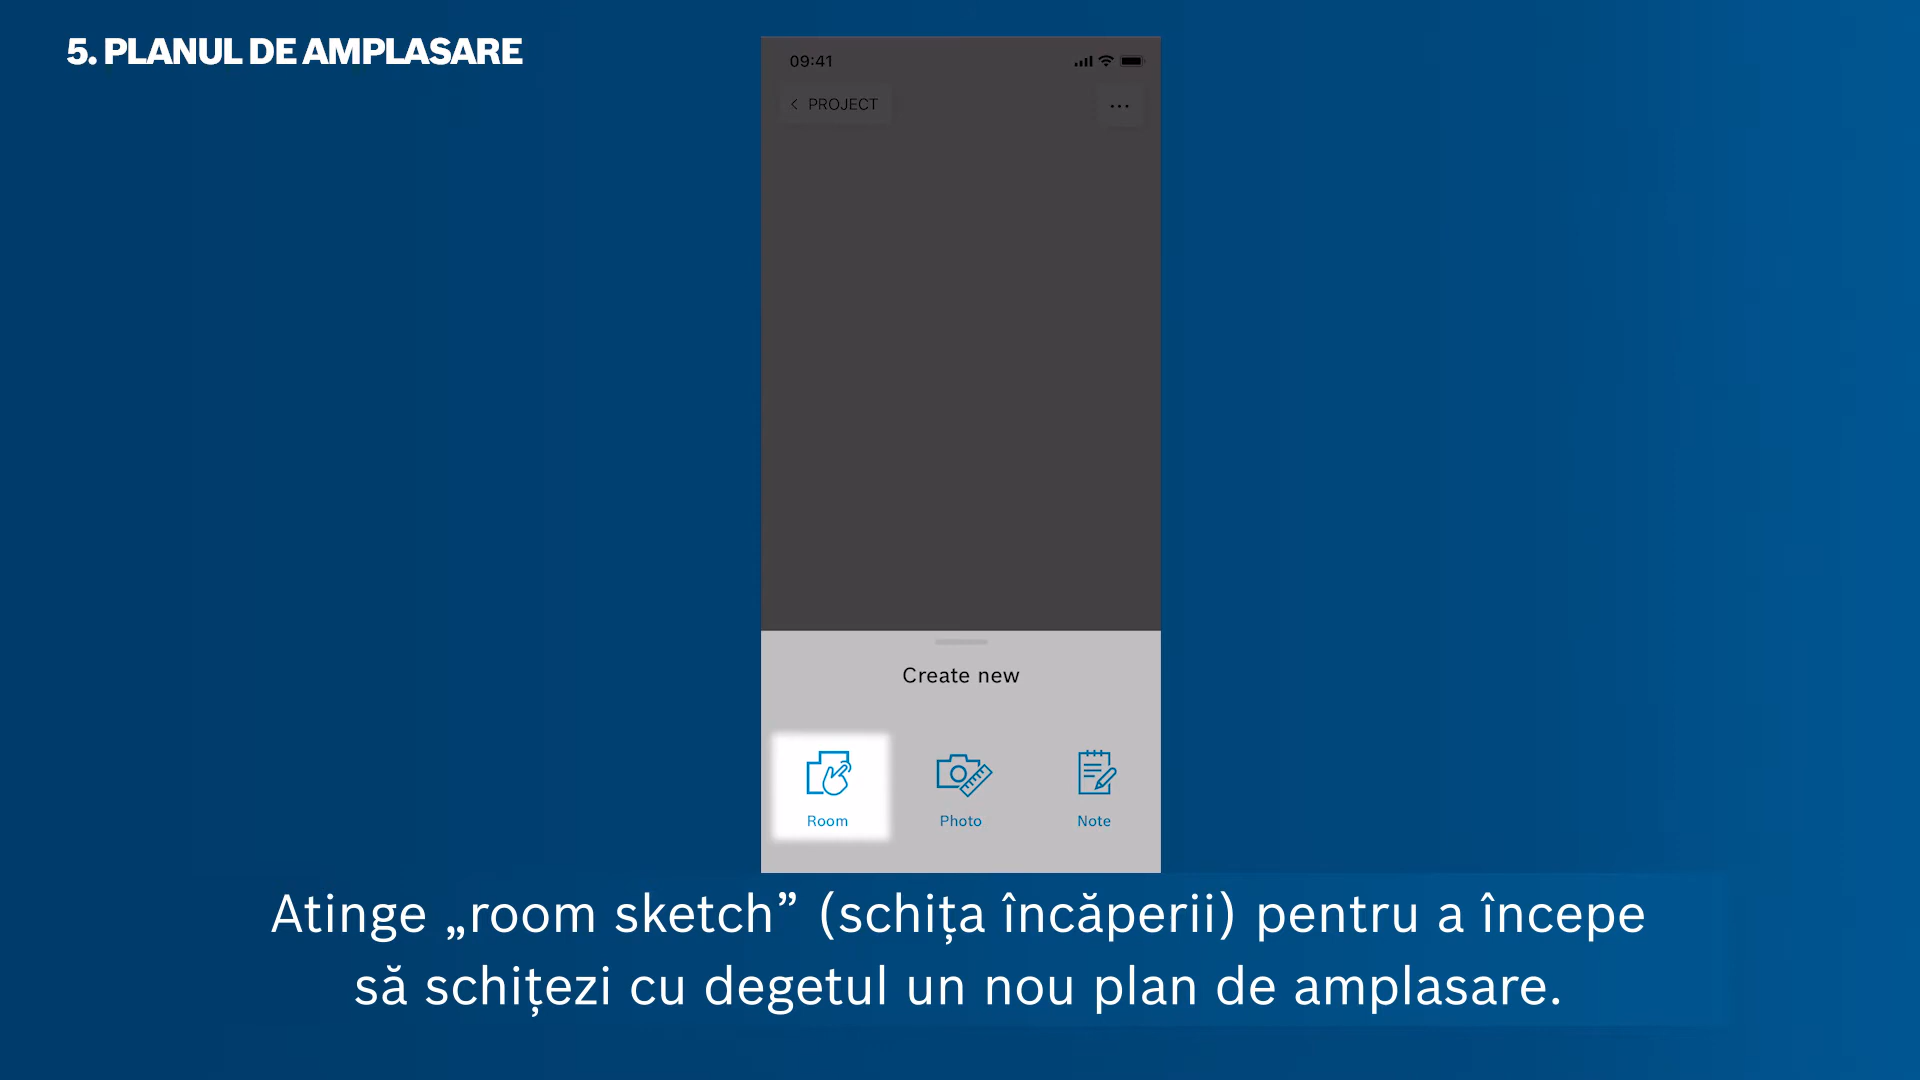 5. PLANUL DE AMPLASARE
09:41
PROJECT
Create new
Room
Photo
Note
Atinge „room sketch” (schița încăperii) pentru a începe
să schițezi cu degetul un nou plan de amplasare.